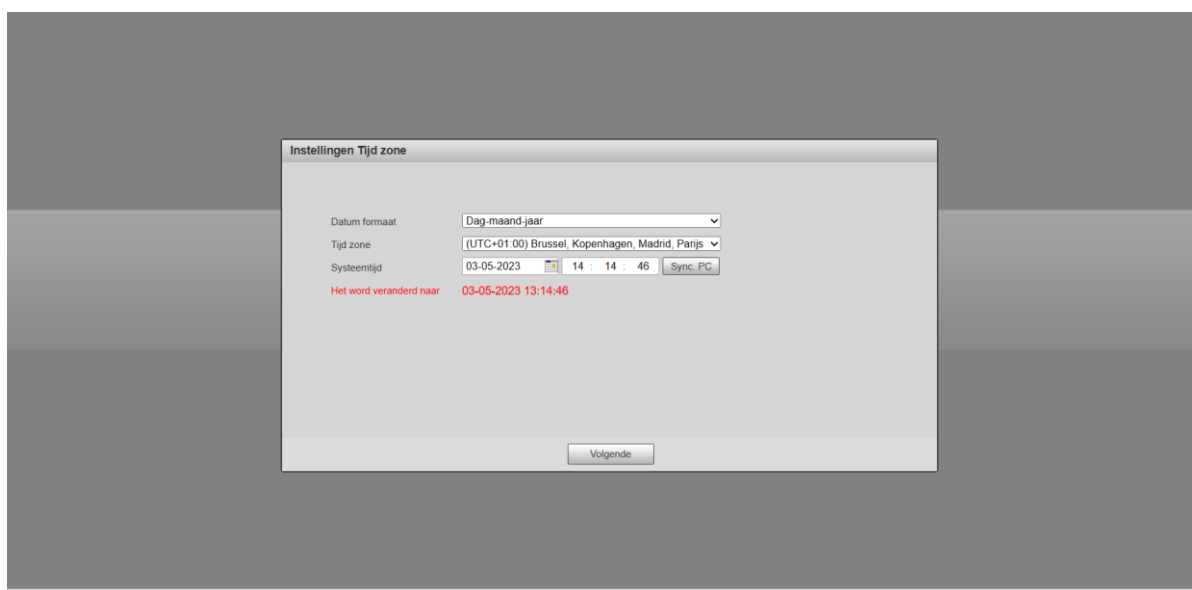 Instellingen Tijd zone
Datum formaat Dag-maand-jaar
Tijd zone (UTC+01:00) Brussel, Kopenhagen, Madrid, Parijs
Systeemtijd 03-05-2023 14 : 14 : 46 Sync. PC
Het word veranderd naar 03-05-2023 13:14:46
Volgende